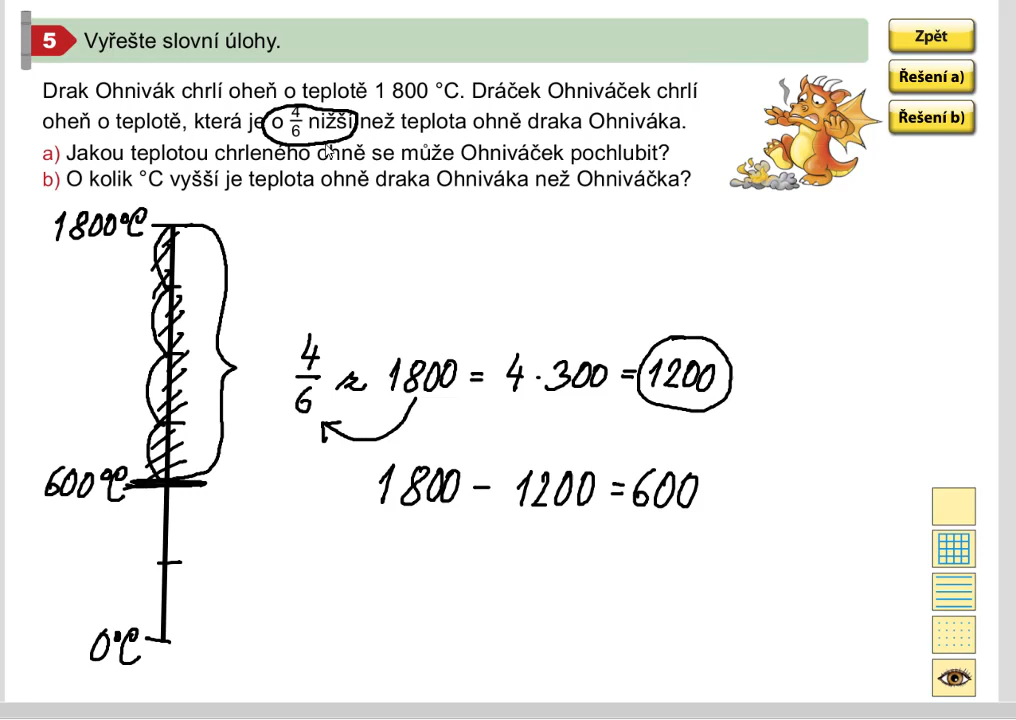 5 Vyřešte slovní úlohy.
Zpět
Řešení a)
Řešení b)
Drak Ohnivák chrlí oheň o teplotě 1 800 °C. Dráček Ohniváček chrlí
oheň o teplotě, která je o 4/6 nižší než teplota ohně draka Ohniváka.
a) Jakou teplotou chrleného ohně se může Ohniváček pochlubit?
b) O kolik °C vyšší je teplota ohně draka Ohniváka než Ohniváčka?
1800°C
4/6 z 1800 = 4 · 300 = 1200
600°C
1800 - 1200 = 600
0°C